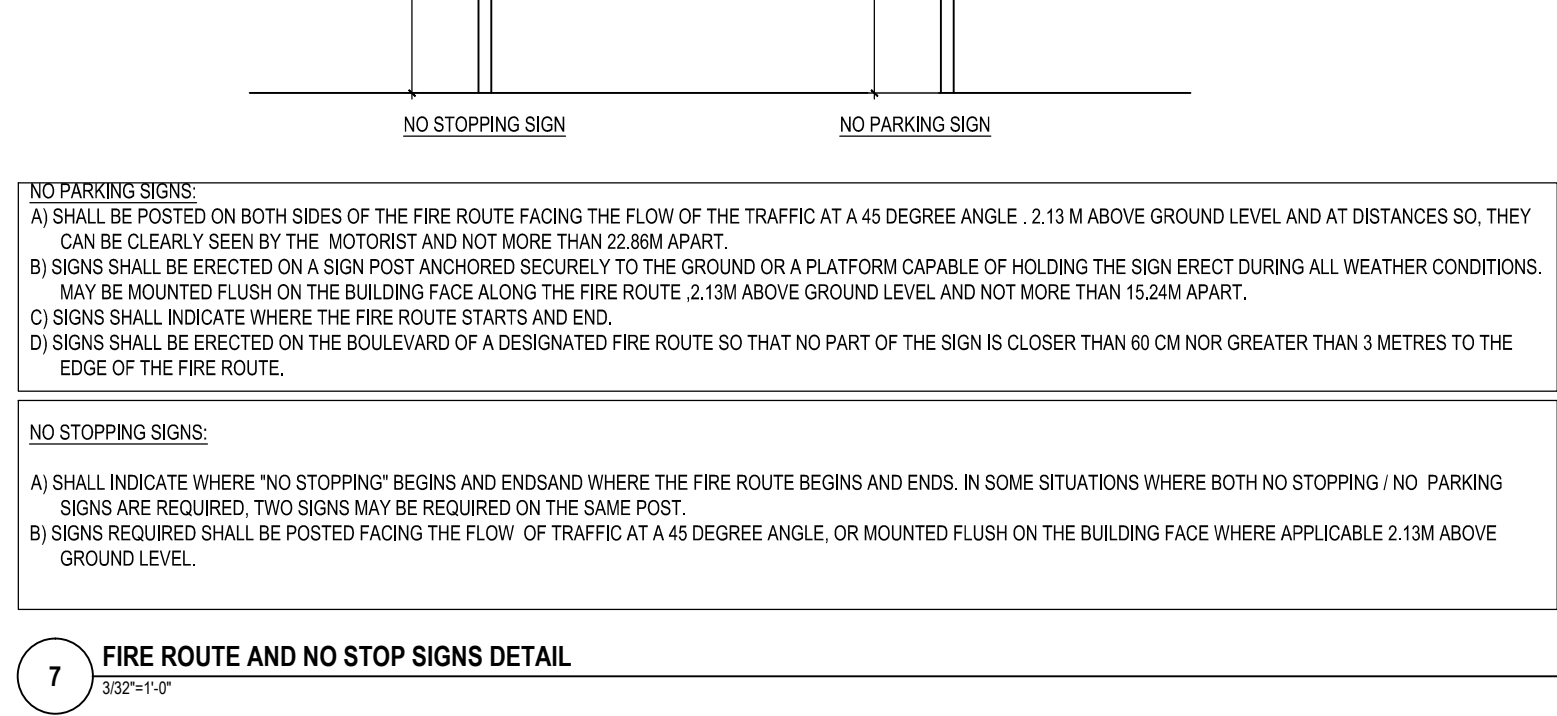 NO STOPPING SIGN
NO PARKING SIGN
NO PARKING SIGNS:
A) SHALL BE POSTED ON BOTH SIDES OF THE FIRE ROUTE FACING THE FLOW OF THE TRAFFIC AT A 45 DEGREE ANGLE . 2.13 M ABOVE GROUND LEVEL AND AT DISTANCES SO, THEY
CAN BE CLEARLY SEEN BY THE MOTORIST AND NOT MORE THAN 22.86M APART.
B) SIGNS SHALL BE ERECTED ON A SIGN POST ANCHORED SECURELY TO THE GROUND OR A PLATFORM CAPABLE OF HOLDING THE SIGN ERECT DURING ALL WEATHER CONDITIONS.
MAY BE MOUNTED FLUSH ON THE BUILDING FACE ALONG THE FIRE ROUTE ,2.13M ABOVE GROUND LEVEL AND NOT MORE THAN 15.24M APART.
C) SIGNS SHALL INDICATE WHERE THE FIRE ROUTE STARTS AND END.
D) SIGNS SHALL BE ERECTED ON THE BOULEVARD OF A DESIGNATED FIRE ROUTE SO THAT NO PART OF THE SIGN IS CLOSER THAN 60 CM NOR GREATER THAN 3 METRES TO THE
EDGE OF THE FIRE ROUTE.
NO STOPPING SIGNS:
A) SHALL INDICATE WHERE "NO STOPPING" BEGINS AND ENDSAND WHERE THE FIRE ROUTE BEGINS AND ENDS. IN SOME SITUATIONS WHERE BOTH NO STOPPING / NO PARKING
SIGNS ARE REQUIRED, TWO SIGNS MAY BE REQUIRED ON THE SAME POST.
B) SIGNS REQUIRED SHALL BE POSTED FACING THE FLOW OF TRAFFIC AT A 45 DEGREE ANGLE, OR MOUNTED FLUSH ON THE BUILDING FACE WHERE APPLICABLE 2.13M ABOVE
GROUND LEVEL.
7
FIRE ROUTE AND NO STOP SIGNS DETAIL
3/32"=1'-0"